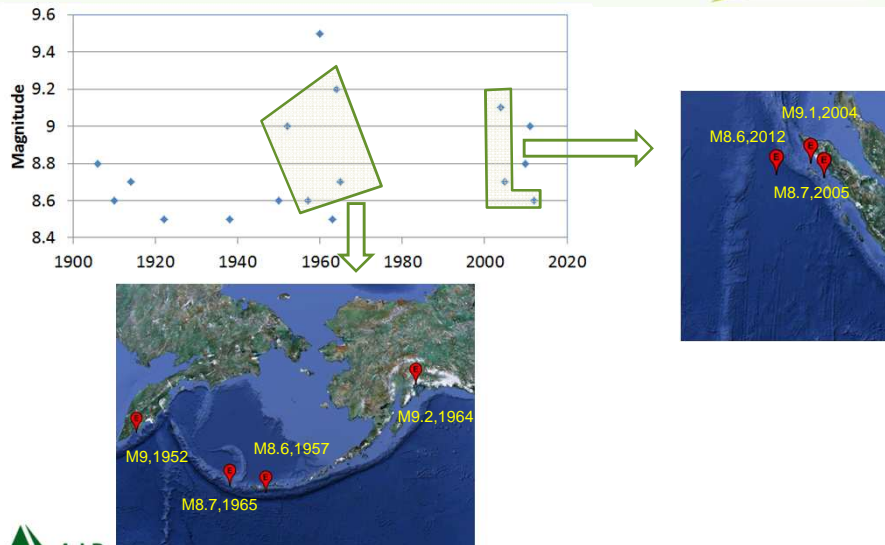 9.6
9.4
9.2
9
8.8
8.6
8.4
Magnitude
1900 1920 1940 1960 1980 2000 2020
M9.1,2004
M8.6,2012
M8.7,2005
M9.2,1964
M8.6,1957
M9,1952
M8.7,1965